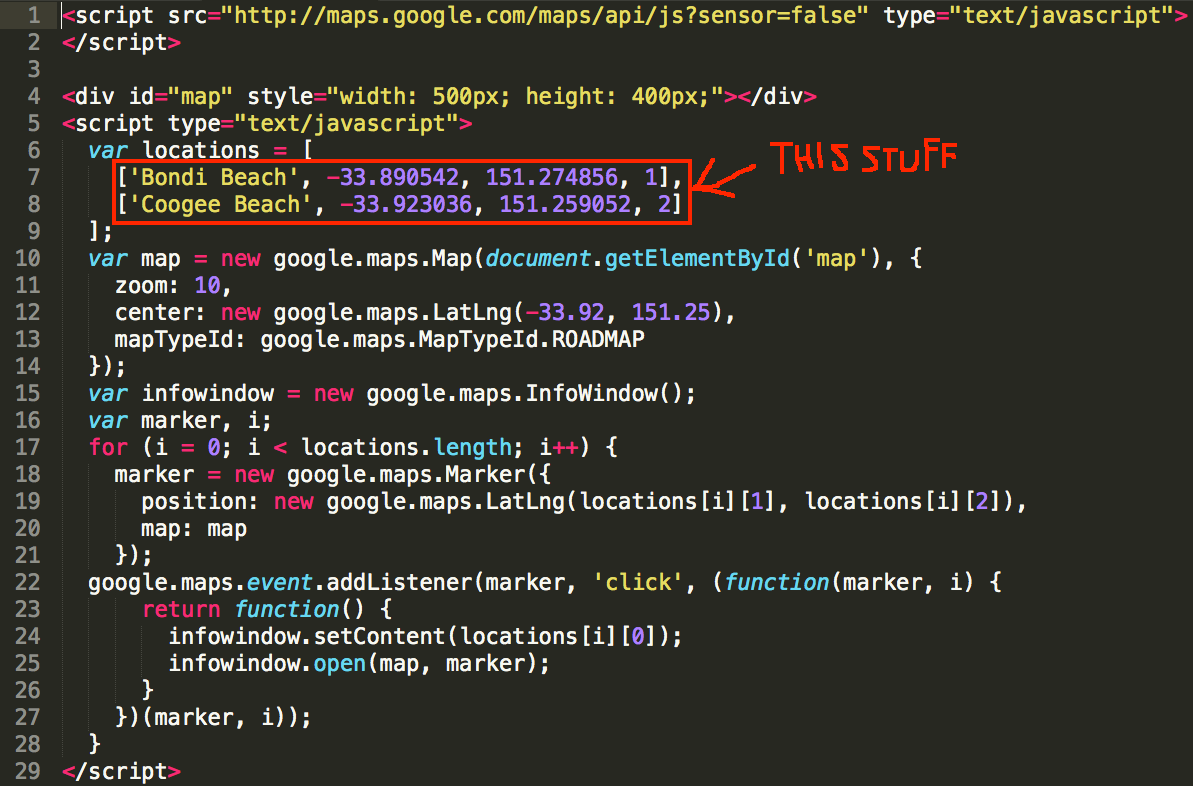 1 <script src="http://maps.google.com/maps/api/js?sensor=false" type="text/javascript">
2 </script>
3
4 <div id="map" style="width: 500px; height: 400px;"></div>
5 <script type="text/javascript">
6   var locations = [
7     ['Bondi Beach', -33.890542, 151.274856, 1], THIS STUFF
8     ['Coogee Beach', -33.923036, 151.259052, 2]
9   ];
10   var map = new google.maps.Map(document.getElementById('map'), {
11     zoom: 10,
12     center: new google.maps.LatLng(-33.92, 151.25),
13     mapTypeId: google.maps.MapTypeId.ROADMAP
14   });
15   var infowindow = new google.maps.InfoWindow();
16   var marker, i;
17   for (i = 0; i < locations.length; i++) {
18     marker = new google.maps.Marker({
19       position: new google.maps.LatLng(locations[i][1], locations[i][2]),
20       map: map
21     });
22   google.maps.event.addListener(marker, 'click', (function(marker, i) {
23       return function() {
24         infowindow.setContent(locations[i][0]);
25         infowindow.open(map, marker);
26       }
27     })(marker, i));
28   }
29 </script>